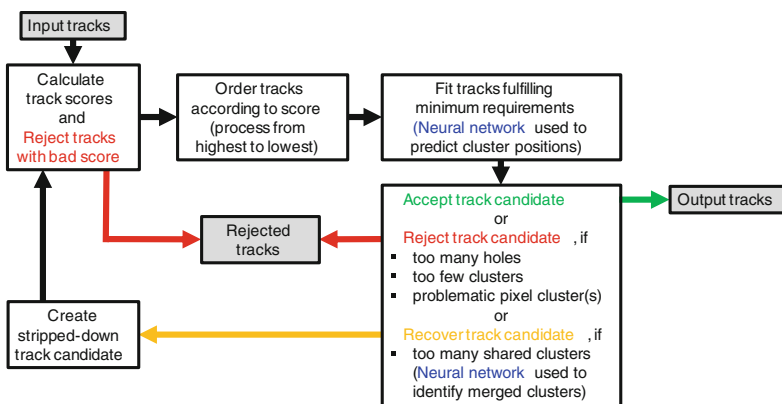 Input tracks
Calculate
track scores
and
Reject tracks
with bad score
Order tracks
according to score
(process from
highest to lowest)
Fit tracks fulfilling
minimum requirements
(Neural network used to
predict cluster positions)
Accept track candidate
or
Reject track candidate , if
▪ too many holes
▪ too few clusters
▪ problematic pixel cluster(s)
or
Recover track candidate , if
▪ too many shared clusters
(Neural network used to
identify merged clusters)
Output tracks
Rejected
tracks
Create
stripped-down
track candidate